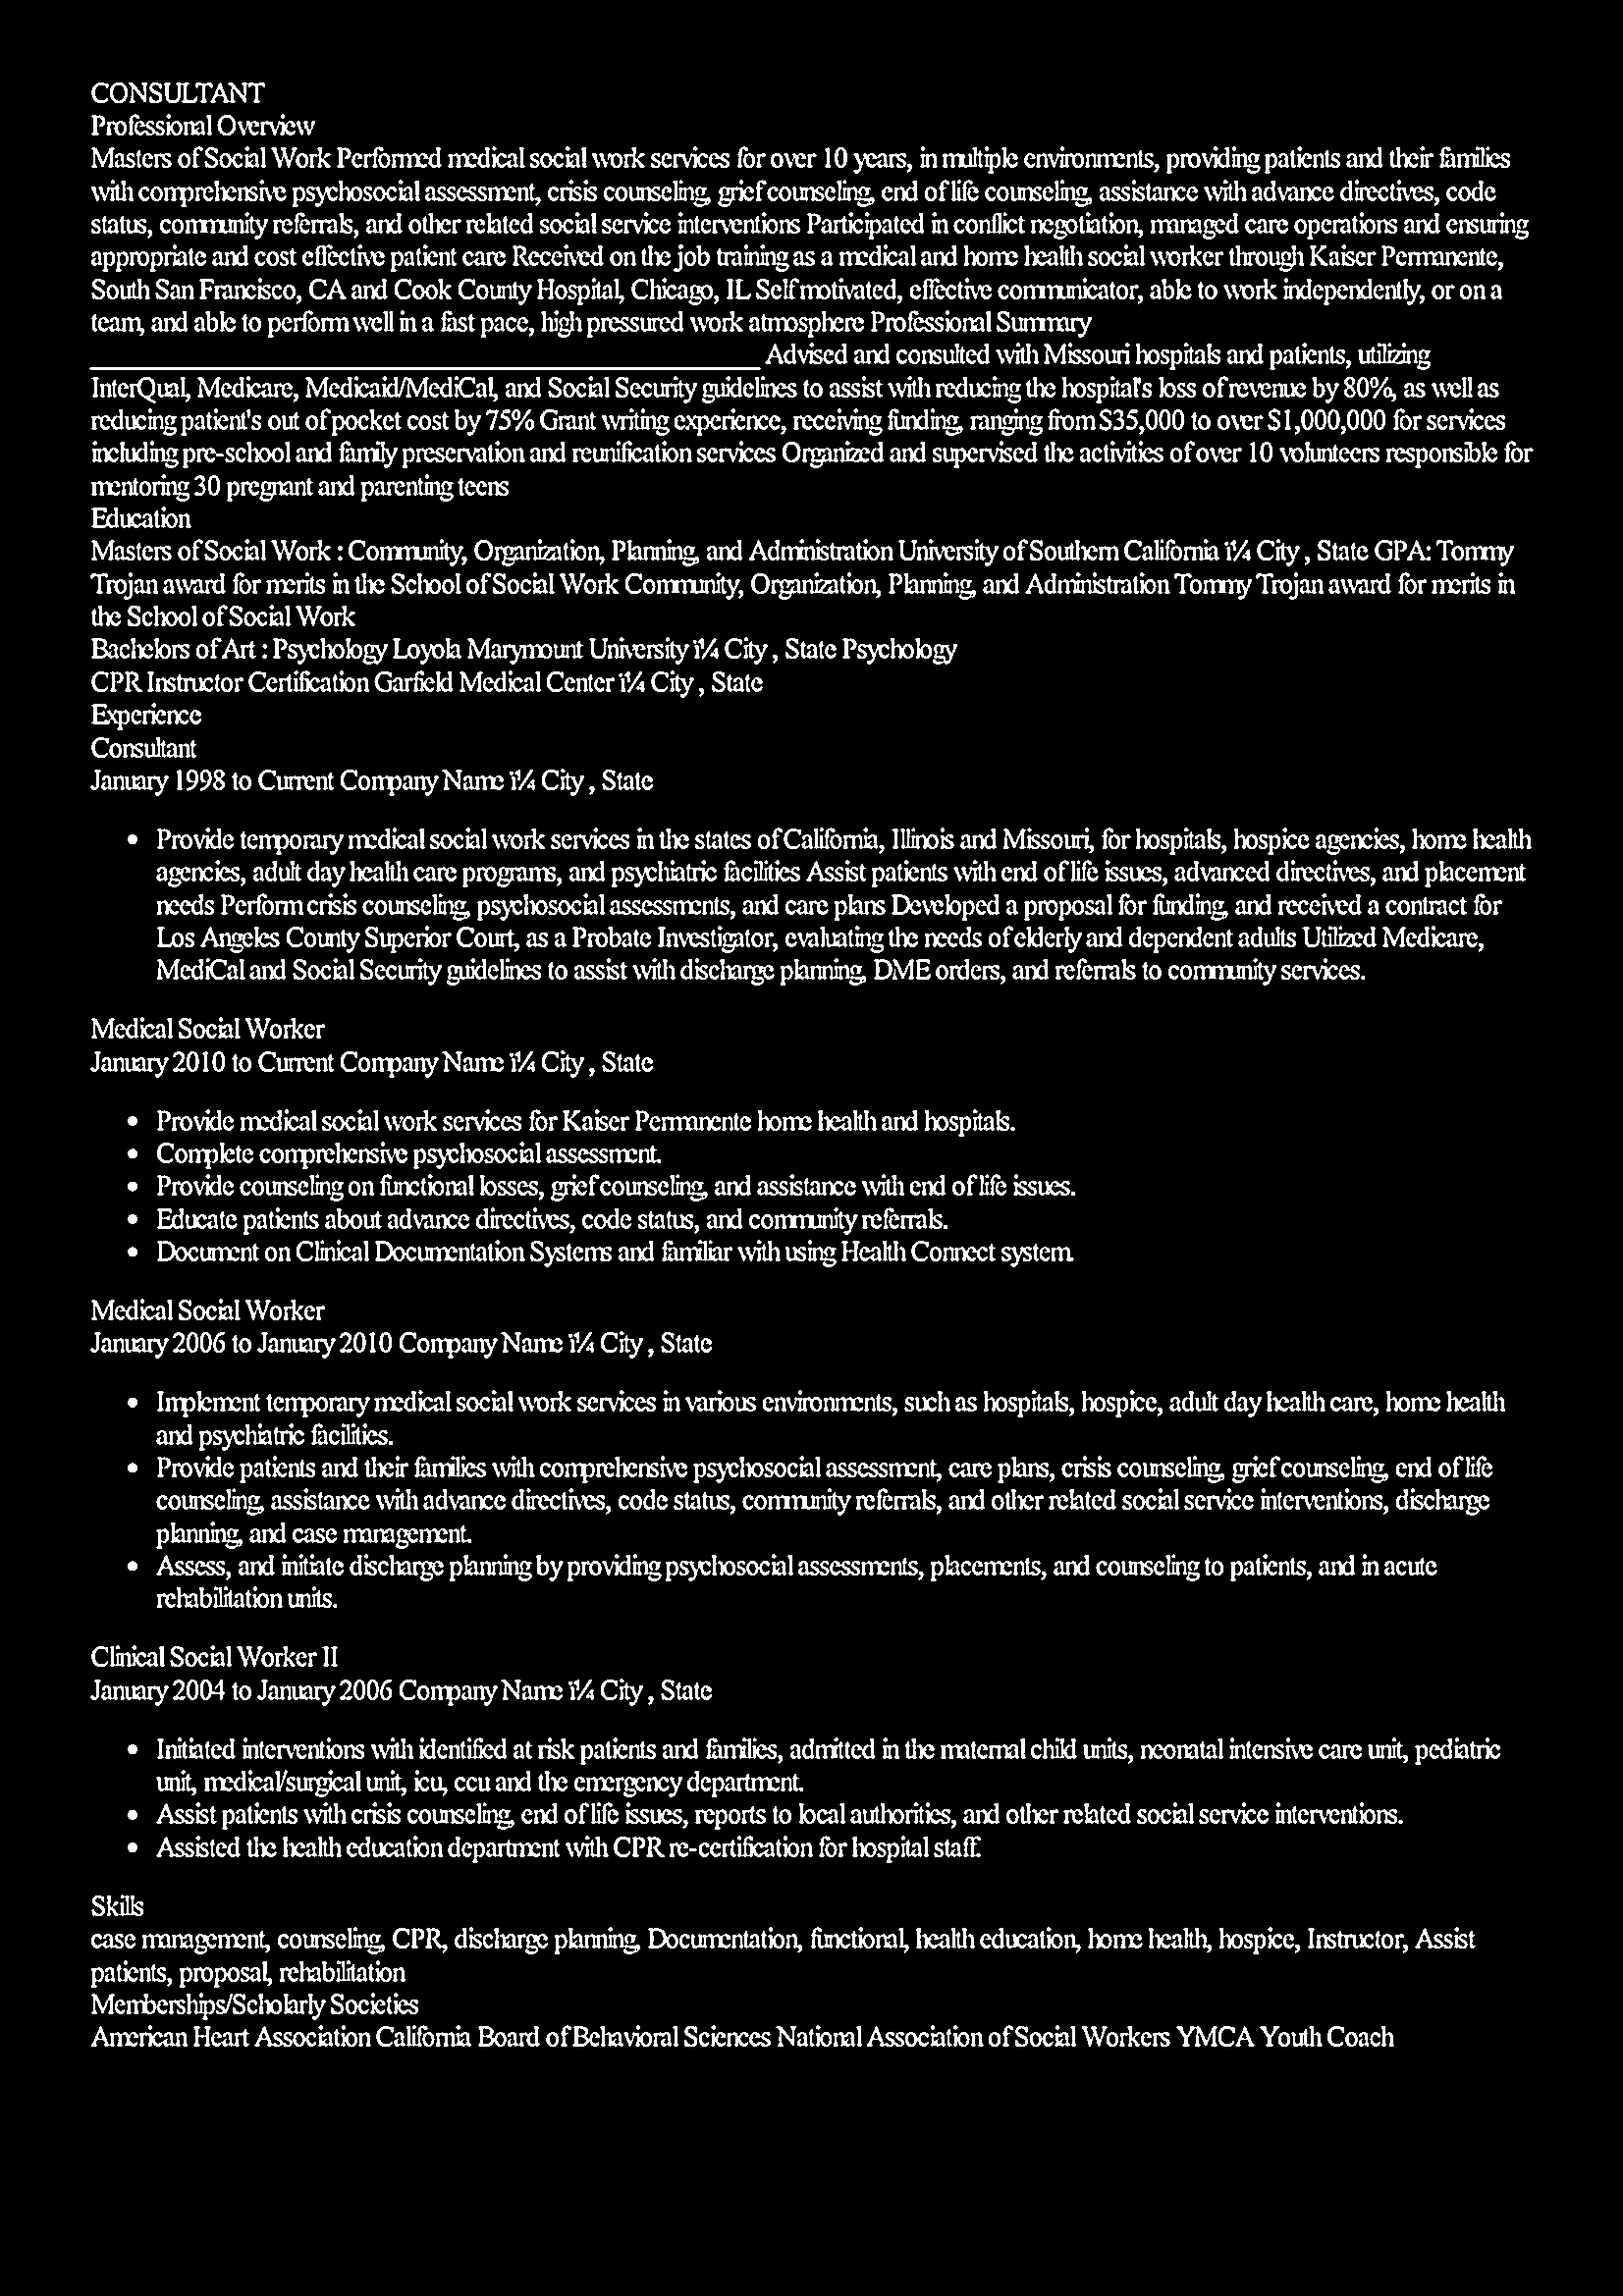 CONSULTANT
Professional Overview
Masters of Social Work Performed medical social work services for over 10 years, in multiple environments, providing patients and their families
with comprehensive psychosocial assessment, crisis counseling, grief counseling, end of life counseling, assistance with advance directives, code
status, community referrals, and other related social service interventions Participated in conflict negotiation, managed care operations and ensuring
appropriate and cost effective patient care Received on the job training as a medical and home health social worker through Kaiser Permanente,
South San Francisco, CA and Cook County Hospital, Chicago, IL Self motivated, effective communicator, able to work independently, or on a
team, and able to perform well in a fast pace, high pressured work atmosphere Professional Summary
Advised and consulted with Missouri hospitals and patients, utilizing
InterQual, Medicare, Medicaid/MediCal, and Social Security guidelines to assist with reducing the hospital's loss of revenue by 80%, as well as
reducing patient's out of pocket cost by 75% Grant writing experience, receiving funding, ranging from $35,000 to over $1,000,000 for services
including pre-school and family preservation and reunification services Organized and supervised the activities of over 10 volunteers responsible for
mentoring 30 pregnant and parenting teens
Education
Masters of Social Work : Community, Organization, Planning, and Administration University of Southern California ï¼ City , State GPA: Tommy
Trojan award for merits in the School of Social Work Community, Organization, Planning, and Administration Tommy Trojan award for merits in
the School of Social Work
Bachelors of Art : Psychology Loyola Marymount University ï¼ City , State Psychology
CPR Instructor Certification Garfield Medical Center ï¼ City , State
Experience
Consultant
January 1998 to Current Company Name ï¼ City , State
• Provide temporary medical social work services in the states of California, Illinois and Missouri, for hospitals, hospice agencies, home health
agencies, adult day health care programs, and psychiatric facilities Assist patients with end of life issues, advanced directives, and placement
needs Perform crisis counseling, psychosocial assessments, and care plans Developed a proposal for funding, and received a contract for
Los Angeles County Superior Court, as a Probate Investigator, evaluating the needs of elderly and dependent adults Utilized Medicare,
MediCal and Social Security guidelines to assist with discharge planning, DME orders, and referrals to community services.
Medical Social Worker
January 2010 to Current Company Name ï¼ City , State
• Provide medical social work services for Kaiser Permanente home health and hospitals.
• Complete comprehensive psychosocial assessment.
• Provide counseling on functional losses, grief counseling, and assistance with end of life issues.
• Educate patients about advance directives, code status, and community referrals.
• Document on Clinical Documentation Systems and familiar with using Health Connect system.
Medical Social Worker
January 2006 to January 2010 Company Name ï¼ City , State
• Implement temporary medical social work services in various environments, such as hospitals, hospice, adult day health care, home health
and psychiatric facilities.
• Provide patients and their families with comprehensive psychosocial assessment, care plans, crisis counseling, grief counseling, end of life
counseling, assistance with advance directives, code status, community referrals, and other related social service interventions, discharge
planning, and case management.
• Assess, and initiate discharge planning by providing psychosocial assessments, placements, and counseling to patients, and in acute
rehabilitation units.
Clinical Social Worker II
January 2004 to January 2006 Company Name ï¼ City , State
• Initiated interventions with identified at risk patients and families, admitted in the maternal child units, neonatal intensive care unit, pediatric
unit, medical/surgical unit, icu, ccu and the emergency department.
• Assist patients with crisis counseling, end of life issues, reports to local authorities, and other related social service interventions.
• Assisted the health education department with CPR re-certification for hospital staff.
Skills
case management, counseling, CPR, discharge planning, Documentation, functional, health education, home health, hospice, Instructor, Assist
patients, proposal, rehabilitation
Memberships/Scholarly Societies
American Heart Association California Board of Behavioral Sciences National Association of Social Workers YMCA Youth Coach